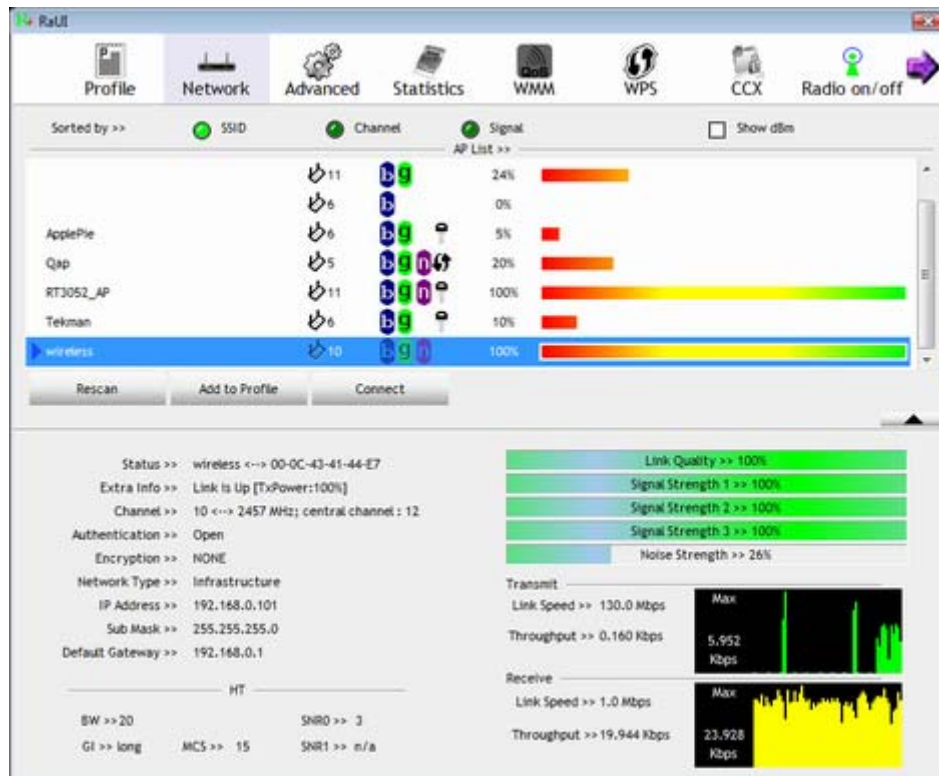 RaUI
Profile Network Advanced Statistics WMM WPS CCX Radio on/off
Sorted by >> SSID Channel Signal Show dBm
AP List >>
11 b g 24%
6 b 0%
ApplePie 6 b g 5%
Qap 5 b g n 20%
RT3052_AP 11 b g n 100%
Tekman 6 b g 10%
wireless 10 b g n 100%
Rescan Add to Profile Connect
Status >> wireless <--> 00-0C-43-41-44-E7
Extra Info >> Link is Up [TxPower:100%]
Channel >> 10 <--> 2457 MHz; central channel : 12
Authentication >> Open
Encryption >> NONE
Network Type >> Infrastructure
IP Address >> 192.168.0.101
Sub Mask >> 255.255.255.0
Default Gateway >> 192.168.0.1
HT
BW >> 20 SNR0 >> 3
GI >> long MCS >> 15 SNR1 >> n/a
Link Quality >> 100%
Signal Strength 1 >> 100%
Signal Strength 2 >> 100%
Signal Strength 3 >> 100%
Noise Strength >> 26%
Transmit
Link Speed >> 130.0 Mbps
Throughput >> 0.160 Kbps
Max
5.952
Kbps
Receive
Link Speed >> 1.0 Mbps
Throughput >> 19.944 Kbps
Max
23.928
Kbps